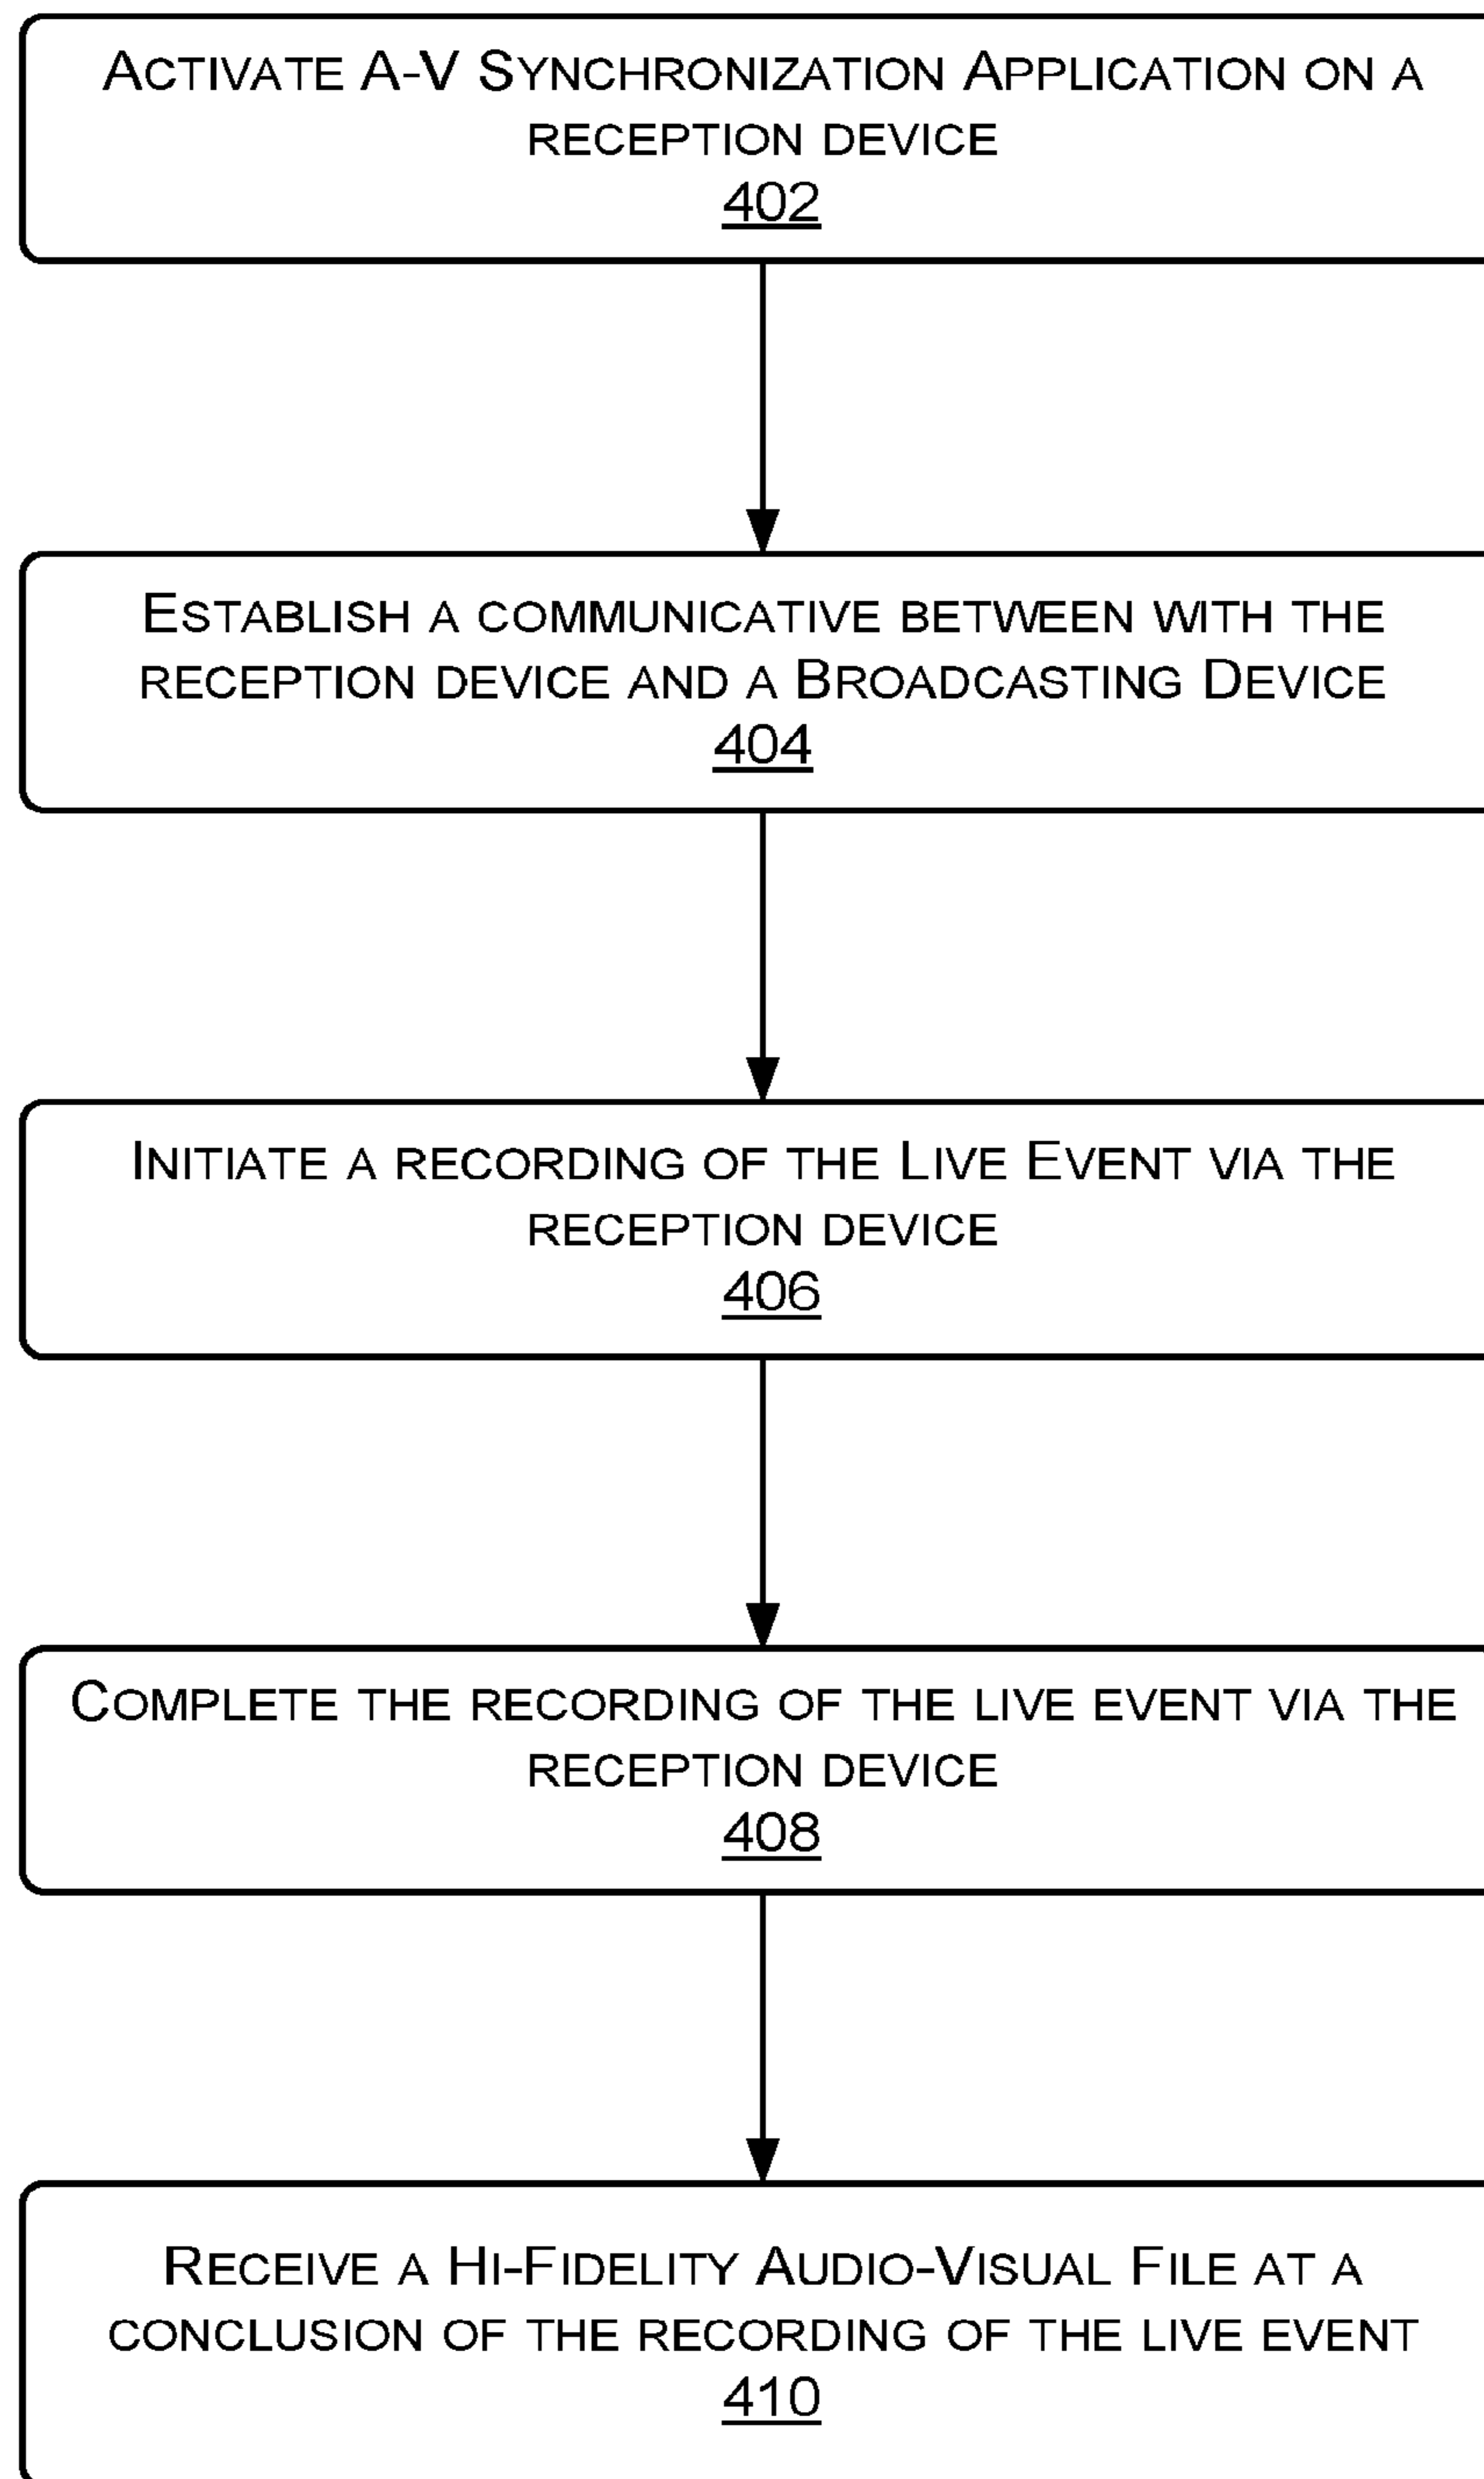 ACTIVATE A-V SYNCHRONIZATION APPLICATION ON A
RECEPTION DEVICE
402
ESTABLISH A COMMUNICATIVE BETWEEN WITH THE
RECEPTION DEVICE AND A BROADCASTING DEVICE
404
INITIATE A RECORDING OF THE LIVE EVENT VIA THE
RECEPTION DEVICE
406
COMPLETE THE RECORDING OF THE LIVE EVENT VIA THE
RECEPTION DEVICE
408
RECEIVE A HI-FIDELITY AUDIO-VISUAL FILE AT A
CONCLUSION OF THE RECORDING OF THE LIVE EVENT
410